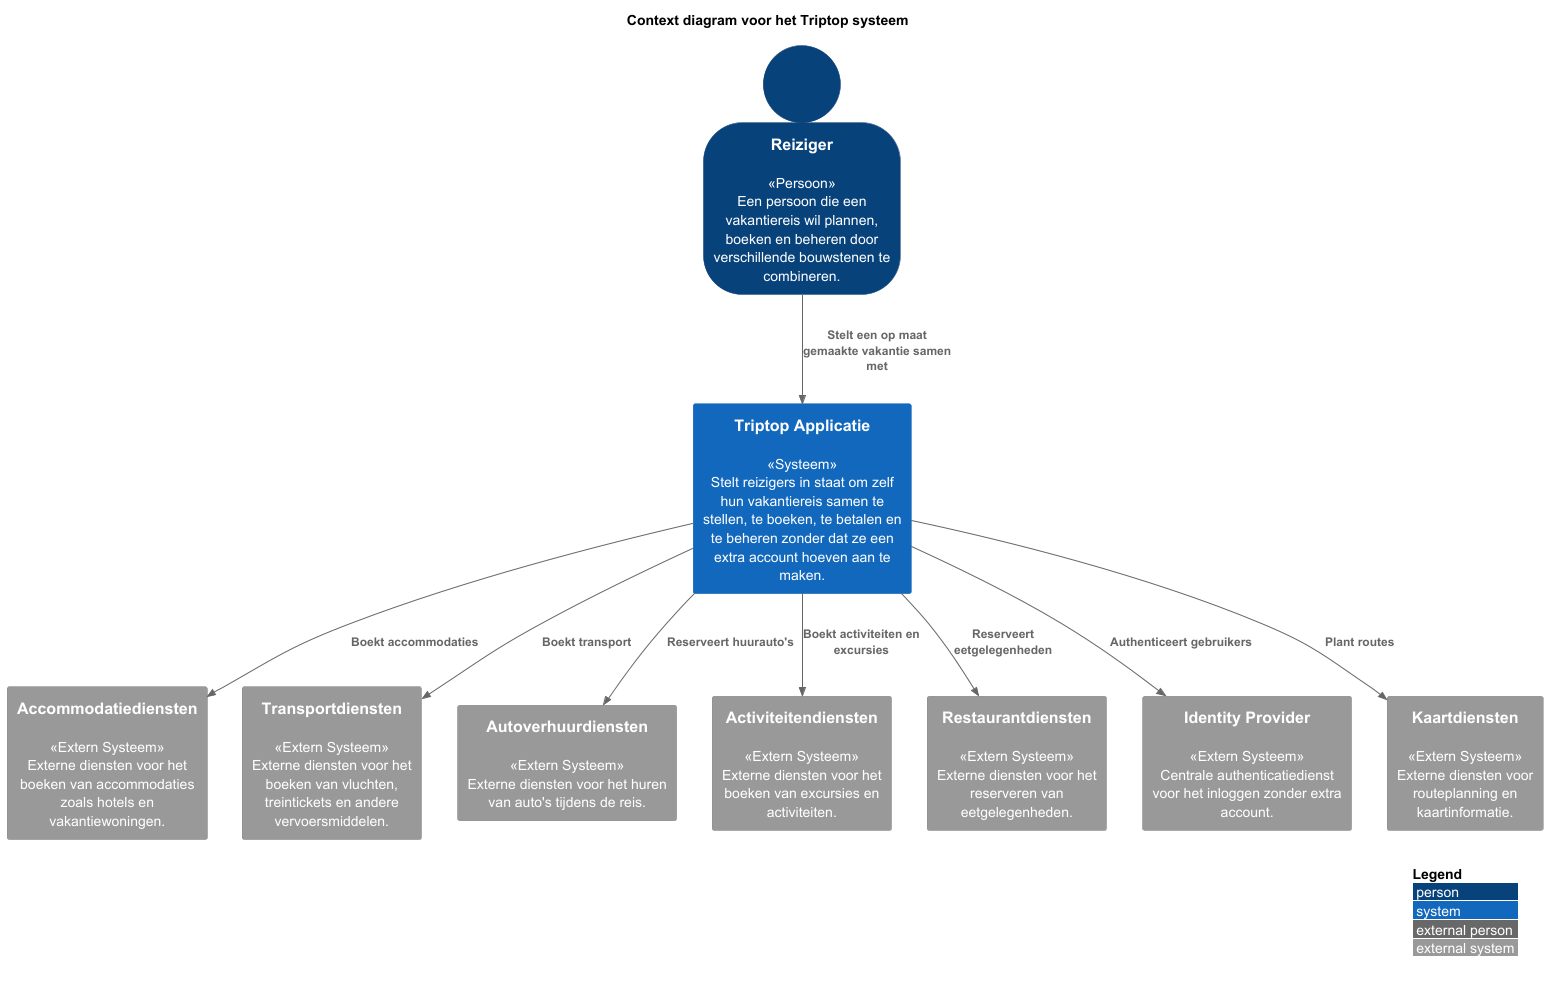 Context diagram voor het Triptop systeem
Reiziger
«Persoon»
Een persoon die een
vakantiereis wil plannen,
boeken en beheren door
verschillende bouwstenen te
combineren.
Stelt een op maat
gemaakte vakantie samen
met
Triptop Applicatie
«Systeem»
Stelt reizigers in staat om zelf
hun vakantiereis samen te
stellen, te boeken, te betalen en
te beheren zonder dat ze een
extra account hoeven aan te
maken.
Boekt accommodaties
Boekt transport
Reserveert huurauto's
Boekt activiteiten en
excursies
Reserveert
eetgelegenheden
Authenticeert gebruikers
Plant routes
Accommodatiediensten
«Extern Systeem»
Externe diensten voor het
boeken van accommodaties
zoals hotels en
vakantiewoningen.
Transportdiensten
«Extern Systeem»
Externe diensten voor het
boeken van vluchten,
treintickets en andere
vervoersmiddelen.
Autoverhuurdiensten
«Extern Systeem»
Externe diensten voor het huren
van auto's tijdens de reis.
Activiteitendiensten
«Extern Systeem»
Externe diensten voor het
boeken van excursies en
activiteiten.
Restaurantdiensten
«Extern Systeem»
Externe diensten voor het
reserveren van
eetgelegenheden.
Identity Provider
«Extern Systeem»
Centrale authenticatiedienst
voor het inloggen zonder extra
account.
Kaartdiensten
«Extern Systeem»
Externe diensten voor
routeplanning en
kaartinformatie.
Legend
person
system
external person
external system